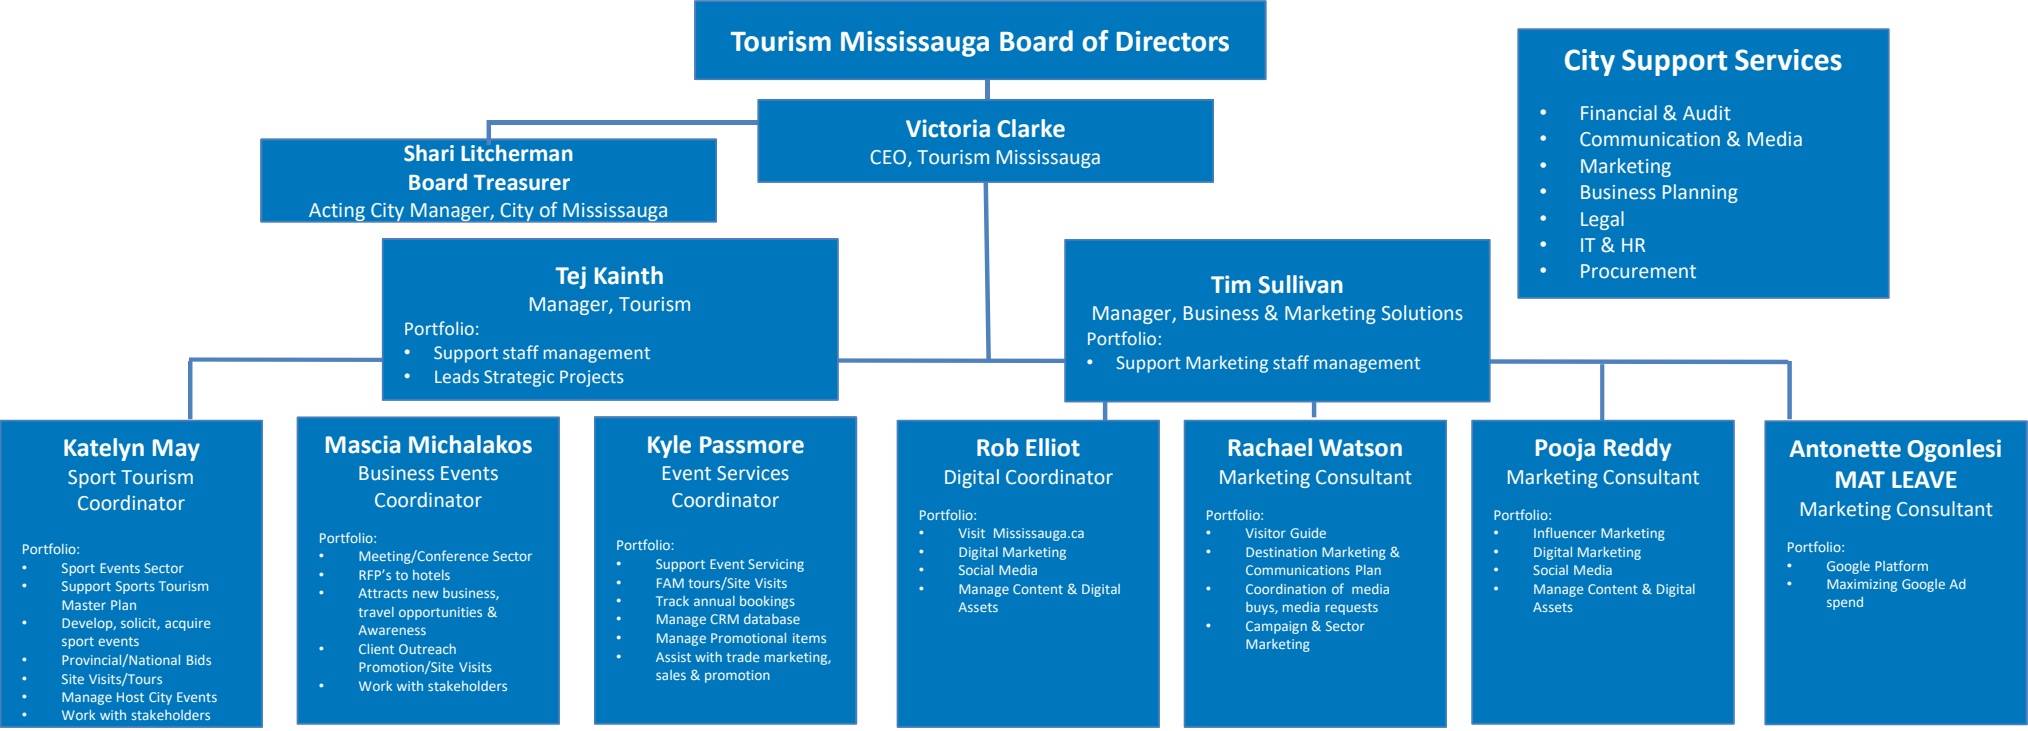 Tourism Mississauga Board of Directors
City Support Services
• Financial & Audit
• Communication & Media
• Marketing
• Business Planning
• Legal
• IT & HR
• Procurement
Victoria Clarke
CEO, Tourism Mississauga
Shari Litcherman
Board Treasurer
Acting City Manager, City of Mississauga
Tej Kainth
Manager, Tourism
Portfolio:
• Support staff management
• Leads Strategic Projects
Tim Sullivan
Manager, Business & Marketing Solutions
Portfolio:
• Support Marketing staff management
Katelyn May
Sport Tourism
Coordinator
Portfolio:
• Sport Events Sector
• Support Sports Tourism
Master Plan
• Develop, solicit, acquire
sport events
• Provincial/National Bids
• Site Visits/Tours
• Manage Host City Events
• Work with stakeholders
Mascia Michalakos
Business Events
Coordinator
Portfolio:
• Meeting/Conference Sector
• RFP's to hotels
• Attracts new business,
travel opportunities &
Awareness
• Client Outreach
Promotion/Site Visits
• Work with stakeholders
Kyle Passmore
Event Services
Coordinator
Portfolio:
• Support Event Servicing
• FAM tours/Site Visits
• Track annual bookings
• Manage CRM database
• Manage Promotional items
• Assist with trade marketing,
sales & promotion
Rob Elliot
Digital Coordinator
Portfolio:
• Visit Mississauga.ca
• Digital Marketing
• Social Media
• Manage Content & Digital
Assets
Rachael Watson
Marketing Consultant
Portfolio:
• Visitor Guide
• Destination Marketing &
Communications Plan
• Coordination of media
buys, media requests
• Campaign & Sector
Marketing
Pooja Reddy
Marketing Consultant
Portfolio:
• Influencer Marketing
• Digital Marketing
• Social Media
• Manage Content & Digital
Assets
Antonette Ogonlesi
MAT LEAVE
Marketing Consultant
Portfolio:
• Google Platform
• Maximizing Google Ad
spend